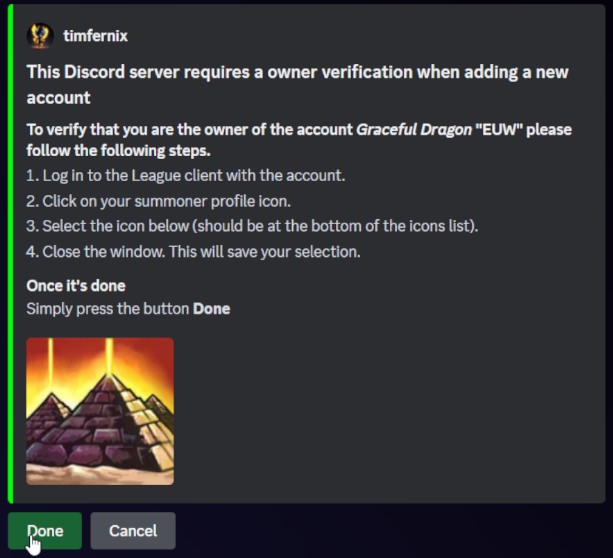 timfernix
This Discord server requires a owner verification when adding a new
account
To verify that you are the owner of the account Graceful Dragon "EUW" please
follow the following steps.
1. Log in to the League client with the account.
2. Click on your summoner profile icon.
3. Select the icon below (should be at the bottom of the icons list).
4. Close the window. This will save your selection.
Once it's done
Simply press the button Done
Done
Cancel